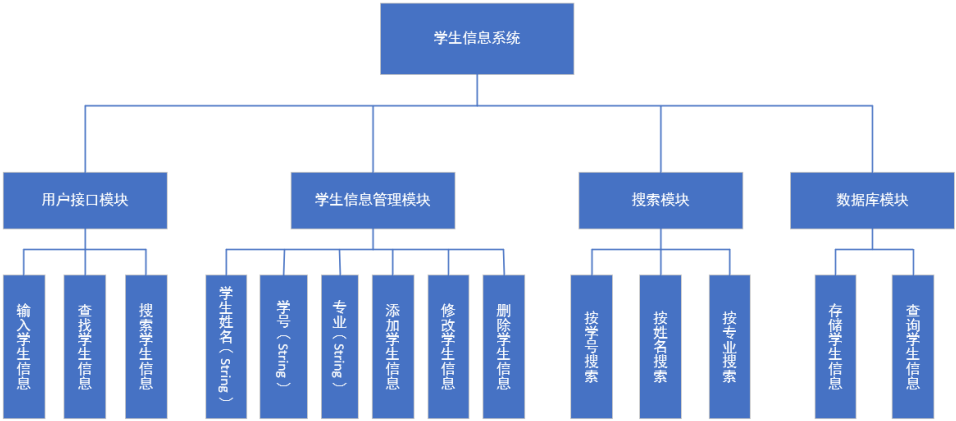 学生信息系统
用户接口模块
学生信息管理模块
搜索模块
数据库模块
输入学生信息
查找学生信息
搜索学生信息
学生姓名（String）
学号（String）
专业（String）
添加学生信息
修改学生信息
删除学生信息
按学号搜索
按姓名搜索
按专业搜索
存储学生信息
查询学生信息